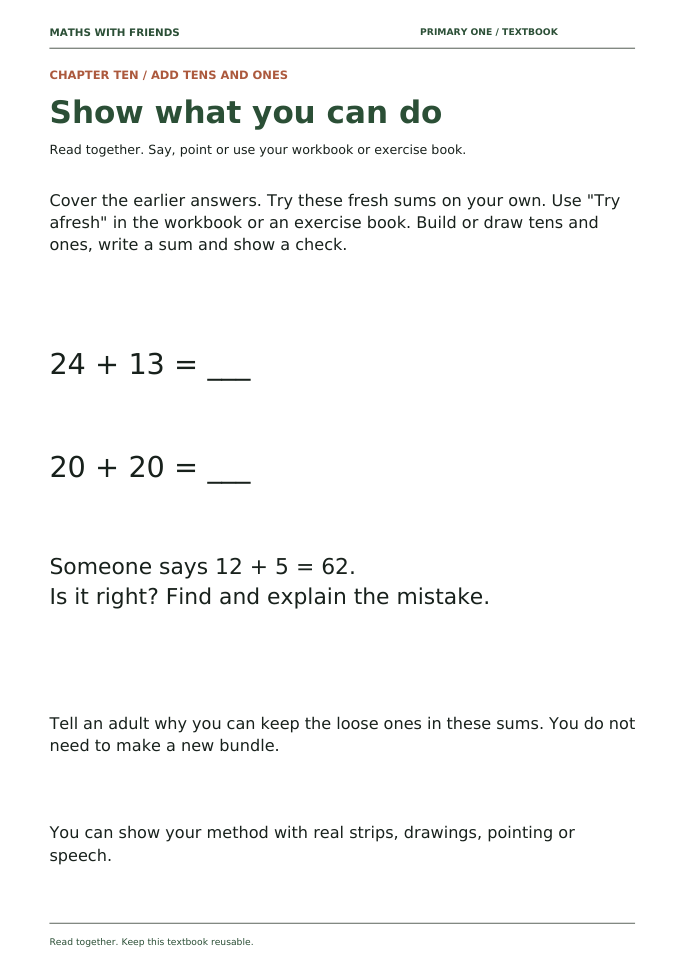 MATHS WITH FRIENDS
PRIMARY ONE / TEXTBOOK
CHAPTER TEN / ADD TENS AND ONES
Show what you can do
Read together. Say, point or use your workbook or exercise book.
Cover the earlier answers. Try these fresh sums on your own. Use "Try
afresh" in the workbook or an exercise book. Build or draw tens and
ones, write a sum and show a check.
24 + 13 = ___
20 + 20 = ___
Someone says 12 + 5 = 62.
Is it right? Find and explain the mistake.
Tell an adult why you can keep the loose ones in these sums. You do not
need to make a new bundle.
You can show your method with real strips, drawings, pointing or
speech.
Read together. Keep this textbook reusable.